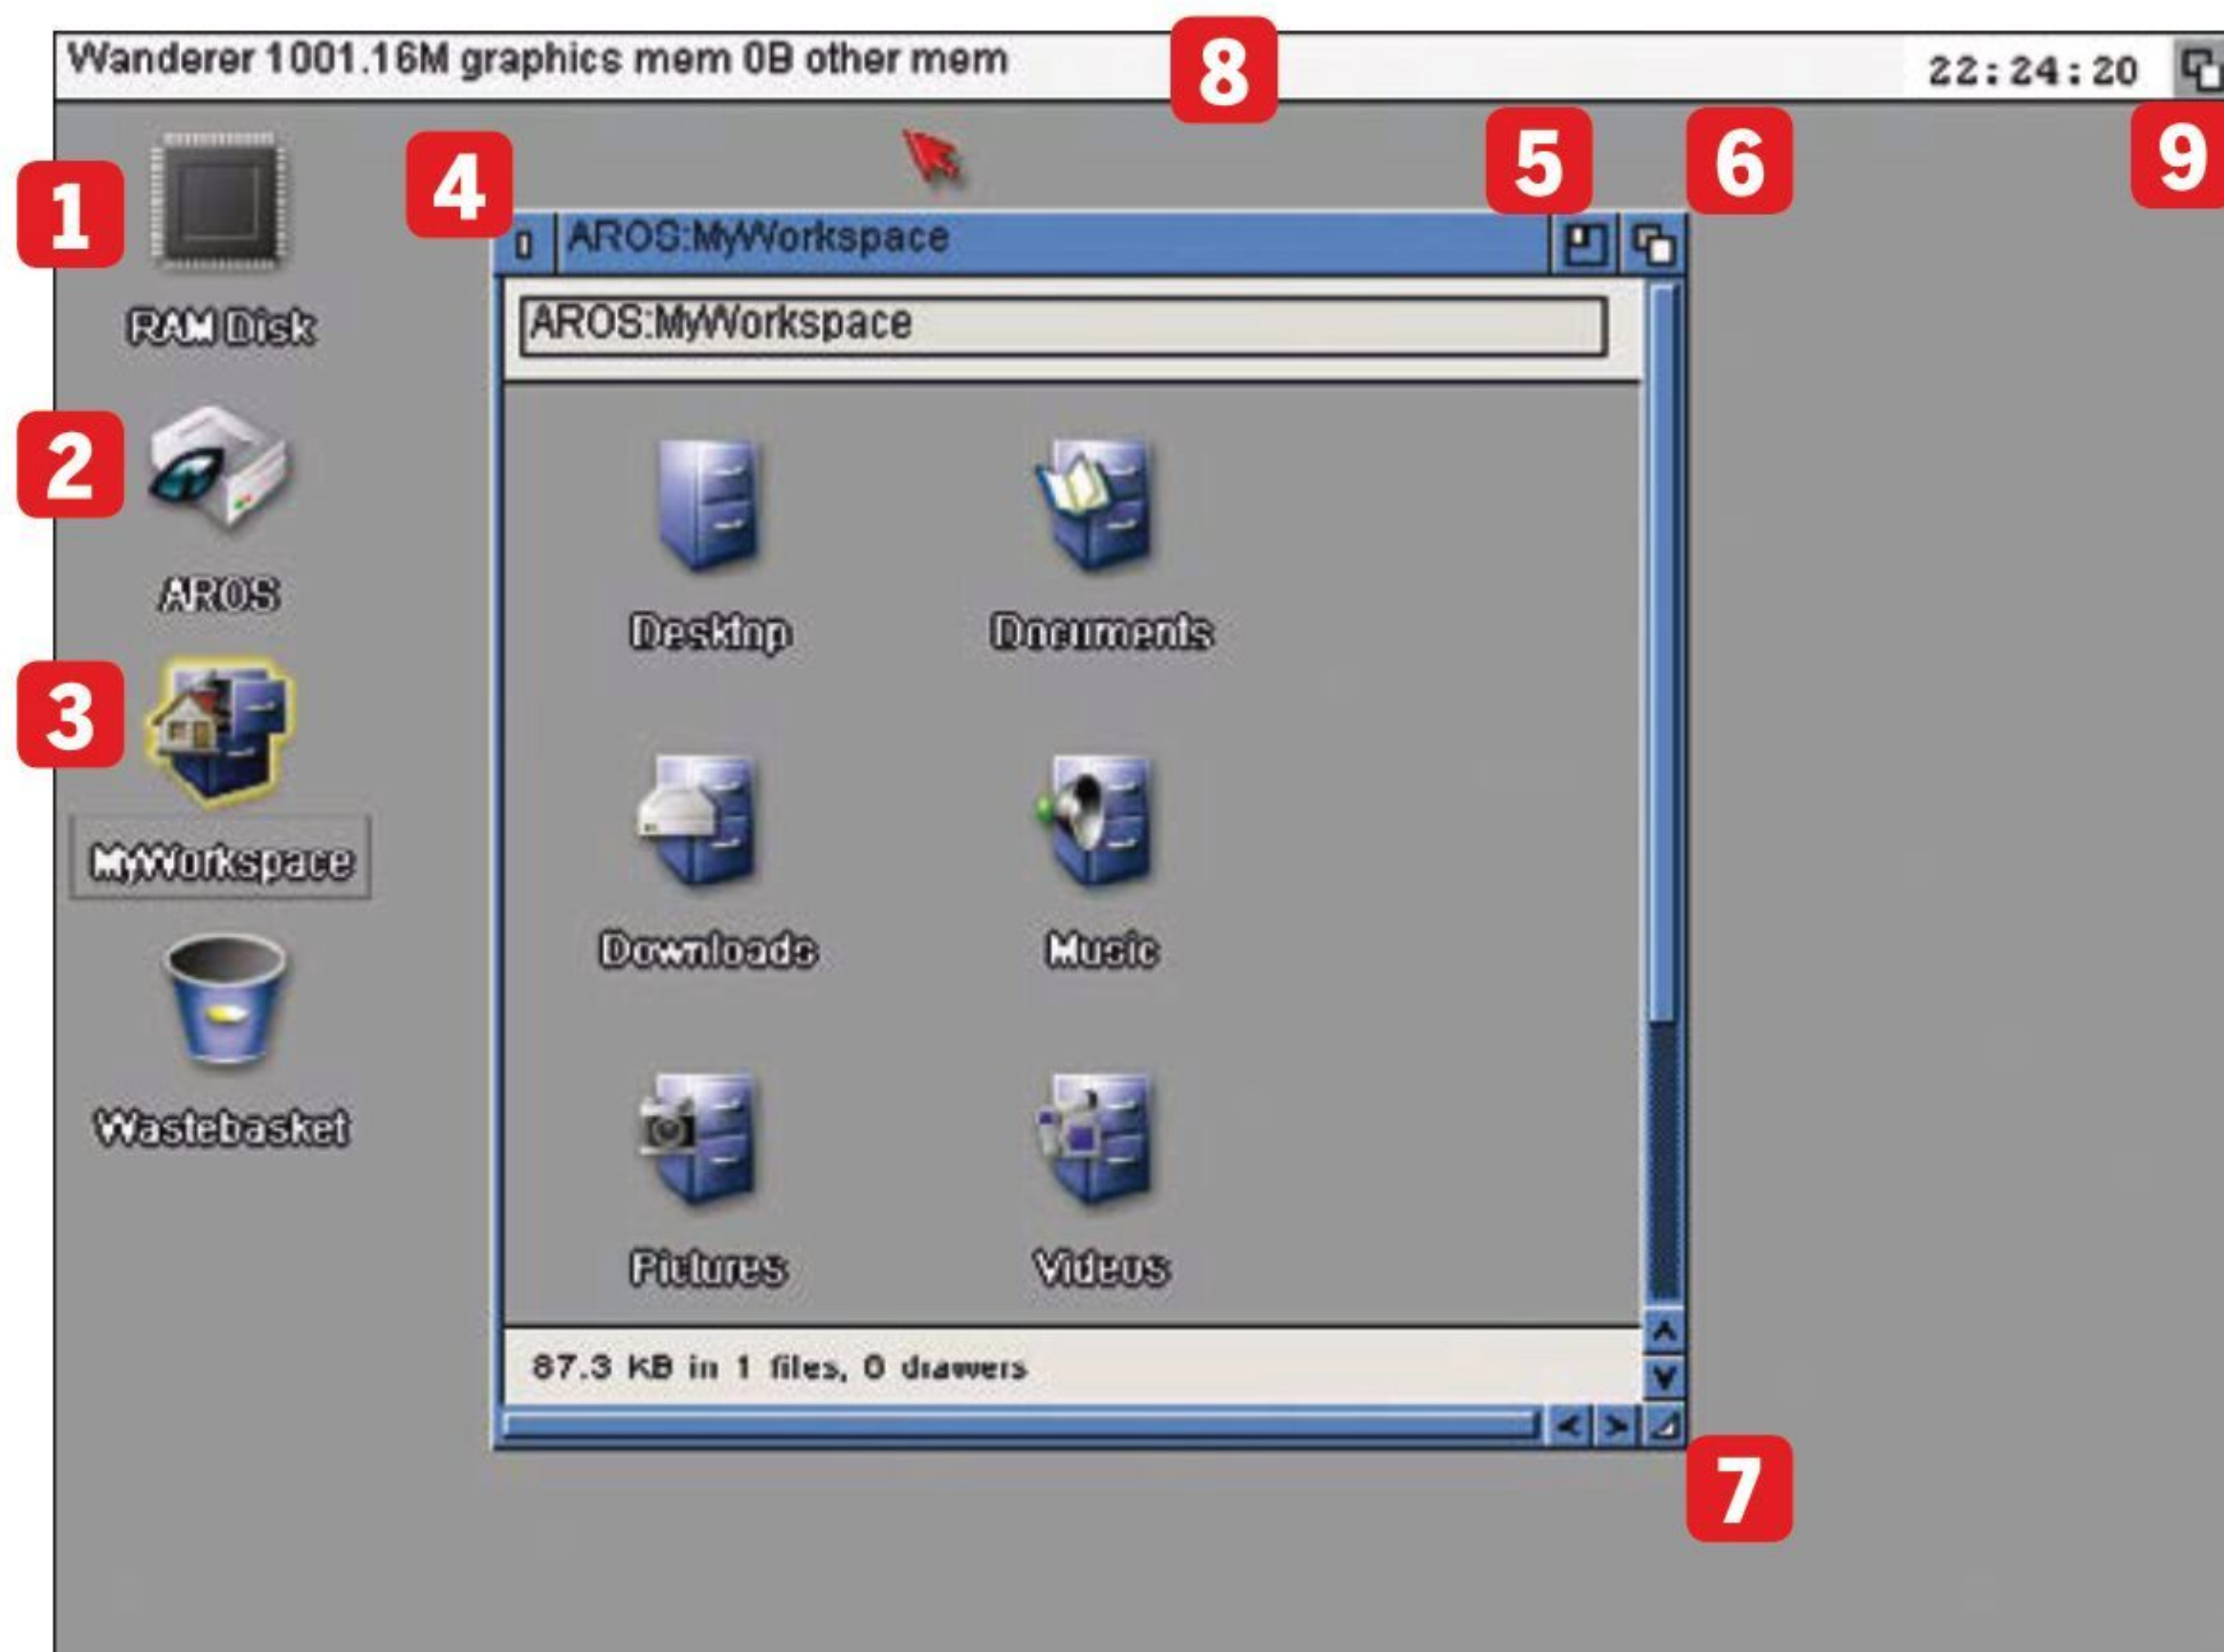 Wanderer 1001.16M graphics mem 0B other mem
8
22:24:20
1
RAM Disk
2
AROS
3
MyWorkspace
Wastebasket
4
5
6
9
AROS:MyWorkspace
AROS:MyWorkspace
Desktop
Documents
Downloads
Music
Pictures
Videos
87.3 kB in 1 files, 0 drawers
7